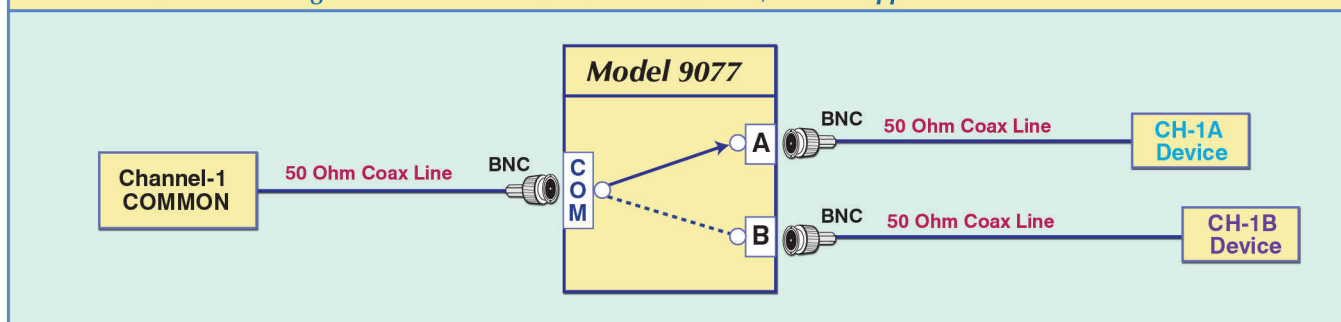 Model 9077
BNC
50 Ohm Coax Line
A
CH-1A
Device
Channel-1
COMMON
50 Ohm Coax Line
BNC
COM
BNC
50 Ohm Coax Line
B
CH-1B
Device